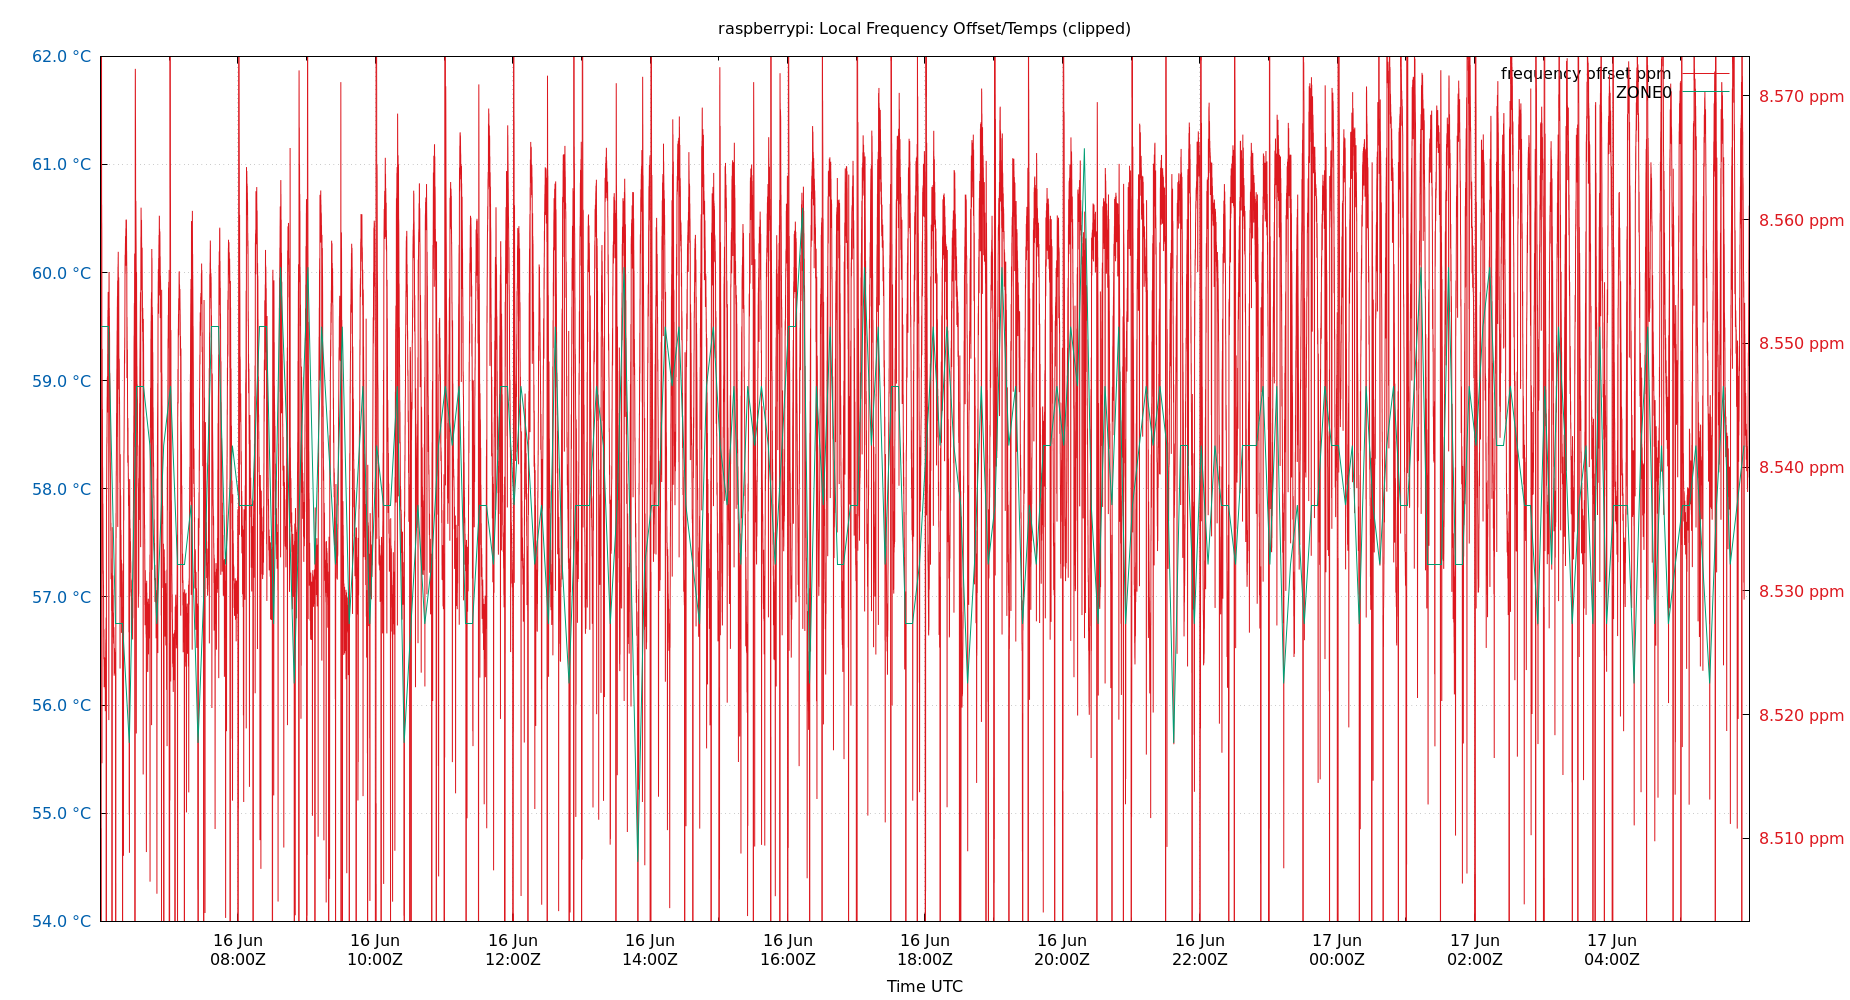 raspberrypi: Local Frequency Offset/Temps (clipped)
62.0 °C
61.0 °C
60.0 °C
59.0 °C
58.0 °C
57.0 °C
56.0 °C
55.0 °C
54.0 °C
frequency offset ppm
ZONE0
8.570 ppm
8.560 ppm
8.550 ppm
8.540 ppm
8.530 ppm
8.520 ppm
8.510 ppm
16 Jun 16 Jun 16 Jun 16 Jun 16 Jun 16 Jun 16 Jun 16 Jun 17 Jun 17 Jun 17 Jun
08:00Z 10:00Z 12:00Z 14:00Z 16:00Z 18:00Z 20:00Z 22:00Z 00:00Z 02:00Z 04:00Z
Time UTC